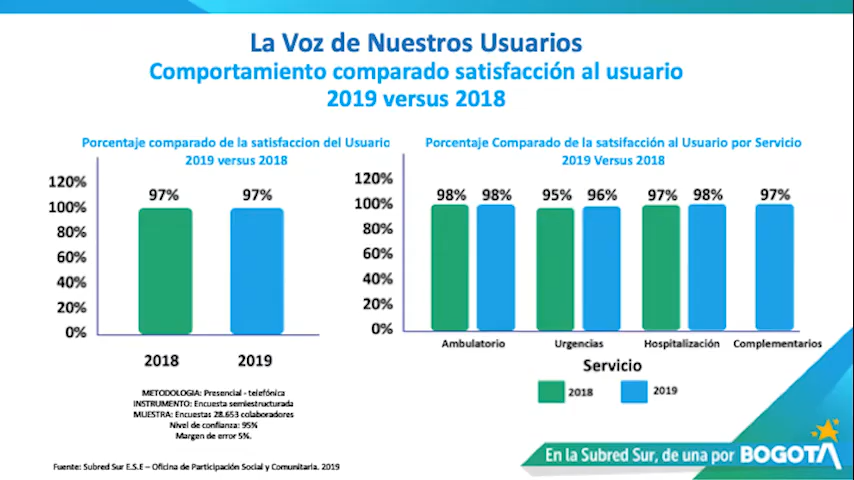 La Voz de Nuestros Usuarios
Comportamiento comparado satisfacción al usuario
2019 versus 2018
Porcentaje comparado de la satisfaccion del Usuario
2019 versus 2018
120%
100%
80%
60%
40%
20%
0%
97%
97%
2018
2019
METODOLOGIA: Presencial - telefónica
INSTRUMENTO: Encuesta semiestructurada
MUESTRA: Encuestas 28.653 colaboradores
Nivel de confianza: 95%
Margen de error 5%.
Fuente: Subred Sur E.S.E – Oficina de Participación Social y Comunitaria. 2019
Porcentaje Comparado de la satsifacción al Usuario por Servicio
2019 Versus 2018
120%
100%
80%
60%
40%
20%
0%
98%
98%
95%
96%
97%
98%
97%
Ambulatorio
Urgencias
Hospitalización
Complementarios
Servicio
2018
2019
En la Subred Sur, de una por BOGOTÁ